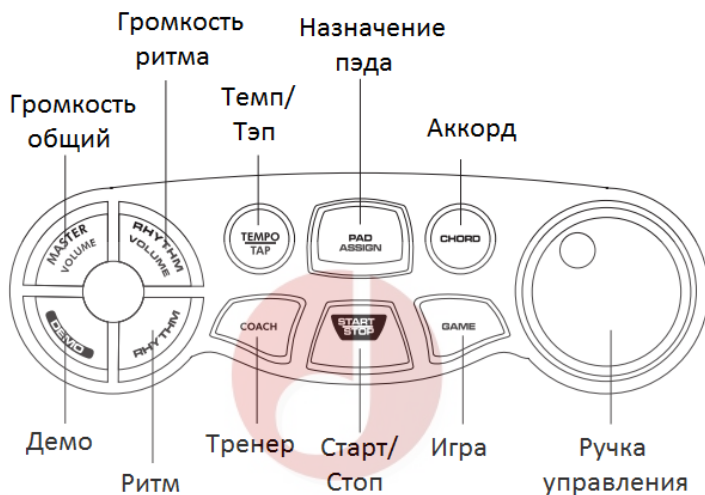 Громкость
ритма
Назначение
пэда
Громкость
общий
Темп/
Тэп
Аккорд
MASTER
VOLUME
RHYTHM
VOLUME
TEMPO
TAP
PAD
ASSIGN
CHORD
DEMO
RHYTHM
COACH
START
STOP
GAME
Демо
Ритм
Тренер
Старт/
Стоп
Игра
Ручка
управления